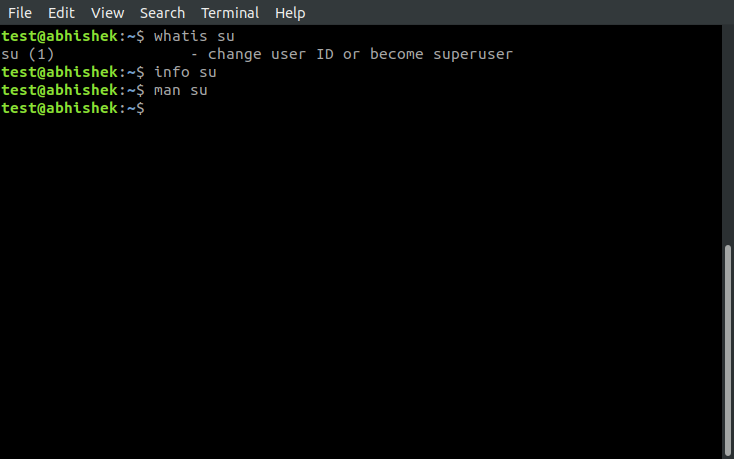 File Edit View Search Terminal Help
test@abhishek:~$ whatis su
su (1)               - change user ID or become superuser
test@abhishek:~$ info su
test@abhishek:~$ man su
test@abhishek:~$